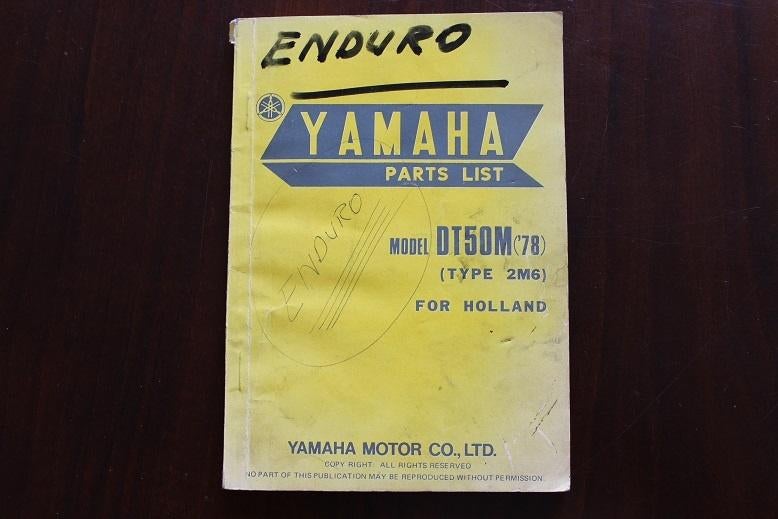 ENDURO
YAMAHA
PARTS LIST
ENDURO
MODEL DT50M('78)
(TYPE 2M6)
FOR HOLLAND
YAMAHA MOTOR CO., LTD.
COPY RIGHT: ALL RIGHTS RESERVED
NO PART OF THIS PUBLICATION MAY BE REPRODUCED WITHOUT PERMISSION